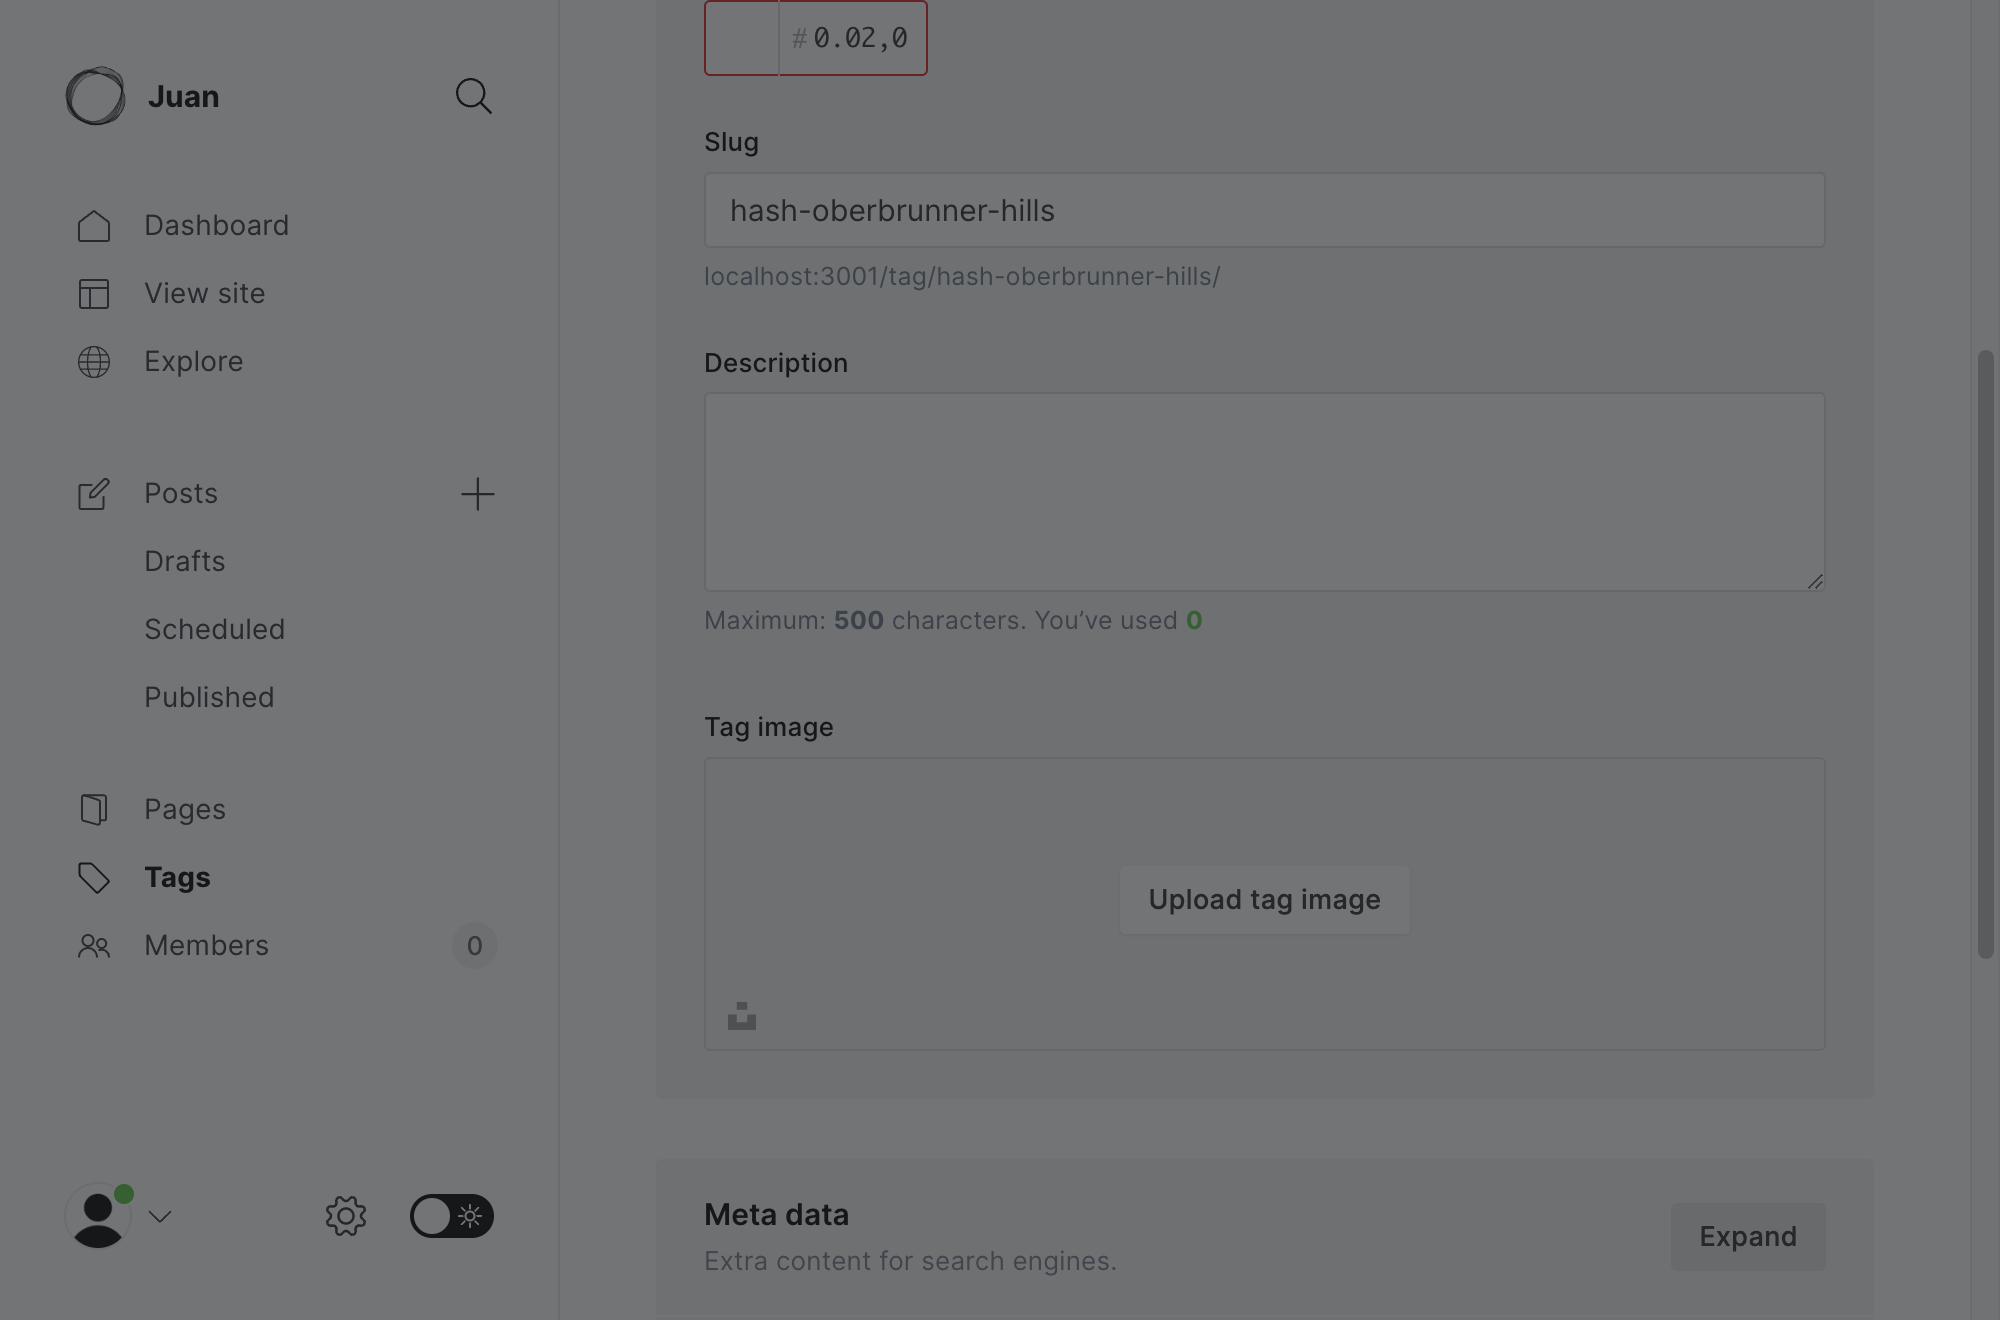 Juan
Dashboard
View site
Explore
Posts
Drafts
Scheduled
Published
Pages
Tags
Members
0
#0.02,0
Slug
hash-oberbrunner-hills
localhost:3001/tag/hash-oberbrunner-hills/
Description
Maximum: 500 characters. You’ve used 0
Tag image
Upload tag image
Meta data
Extra content for search engines.
Expand